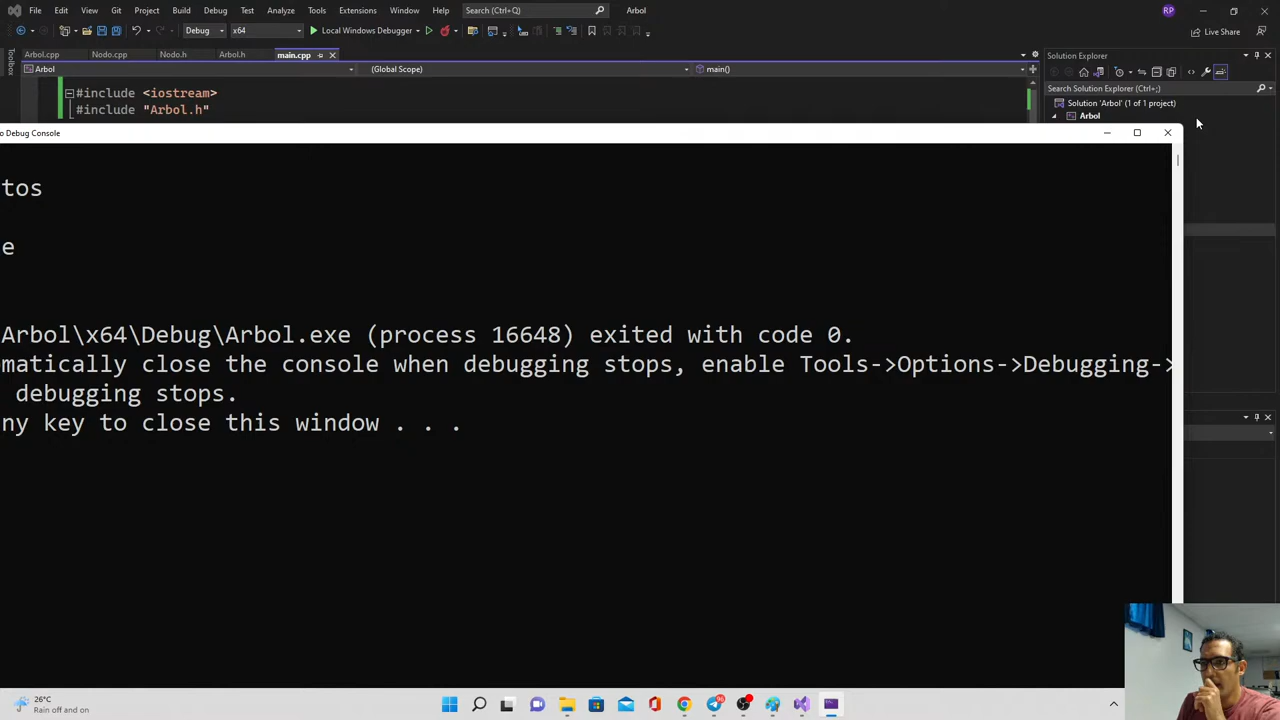 File Edit View Git Project Build Debug Test Analyze Tools Extensions Window Help Search (Ctrl+Q) Arbol RP
Debug x64 Local Windows Debugger Live Share
Toolbox
Arbol.cpp Nodo.cpp Nodo.h Arbol.h main.cpp
Arbol (Global Scope) main()
#include <iostream>
#include "Arbol.h"
Solution Explorer
Search Solution Explorer (Ctrl+;)
Solution 'Arbol' (1 of 1 project)
Arbol
o Debug Console
tos
e
Arbol\x64\Debug\Arbol.exe (process 16648) exited with code 0.
matically close the console when debugging stops, enable Tools->Options->Debugging->
debugging stops.
ny key to close this window . . .
26°C
Rain off and on